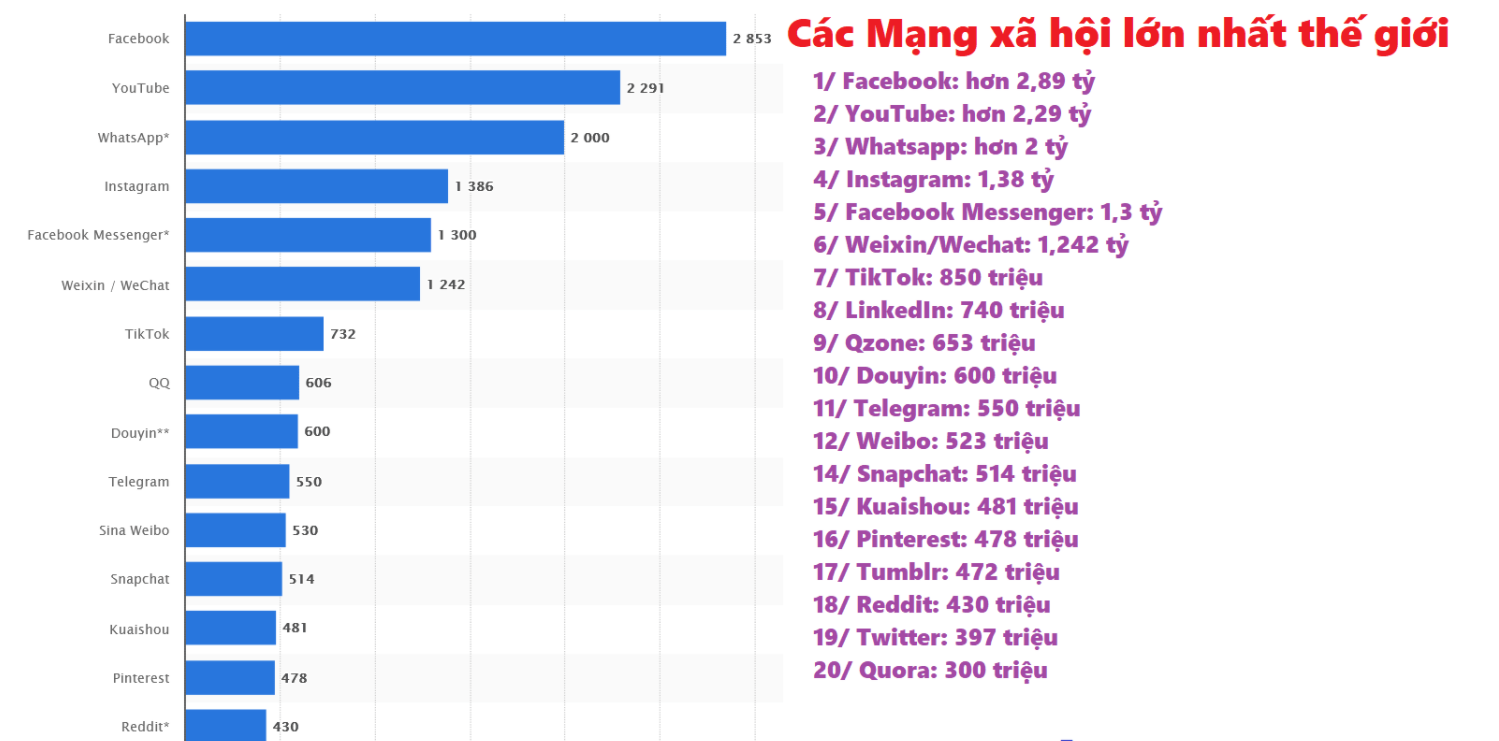 Facebook 2 853
YouTube 2 291
WhatsApp* 2 000
Instagram 1 386
Facebook Messenger* 1 300
Weixin / WeChat 1 242
TikTok 732
QQ 606
Douyin** 600
Telegram 550
Sina Weibo 530
Snapchat 514
Kuaishou 481
Pinterest 478
Reddit* 430
Các Mạng xã hội lớn nhất thế giới
1/ Facebook: hơn 2,89 tỷ
2/ YouTube: hơn 2,29 tỷ
3/ Whatsapp: hơn 2 tỷ
4/ Instagram: 1,38 tỷ
5/ Facebook Messenger: 1,3 tỷ
6/ Weixin/Wechat: 1,242 tỷ
7/ TikTok: 850 triệu
8/ LinkedIn: 740 triệu
9/ Qzone: 653 triệu
10/ Douyin: 600 triệu
11/ Telegram: 550 triệu
12/ Weibo: 523 triệu
14/ Snapchat: 514 triệu
15/ Kuaishou: 481 triệu
16/ Pinterest: 478 triệu
17/ Tumblr: 472 triệu
18/ Reddit: 430 triệu
19/ Twitter: 397 triệu
20/ Quora: 300 triệu